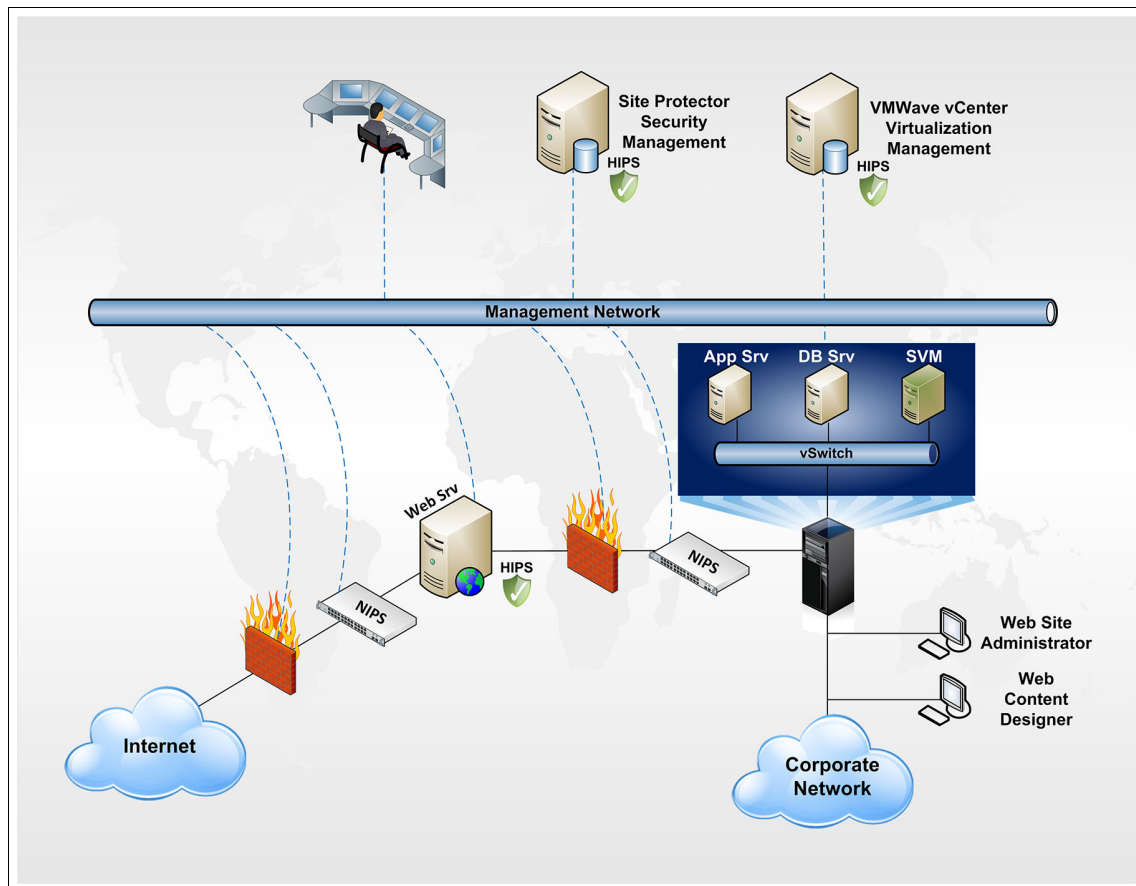 Site Protector
Security
Management
HIPS
VMWave vCenter
Virtualization
Management
HIPS
Management Network
App Srv
DB Srv
SVM
vSwitch
Web Srv
HIPS
NIPS
NIPS
Internet
Web Site
Administrator
Web
Content
Designer
Corporate
Network